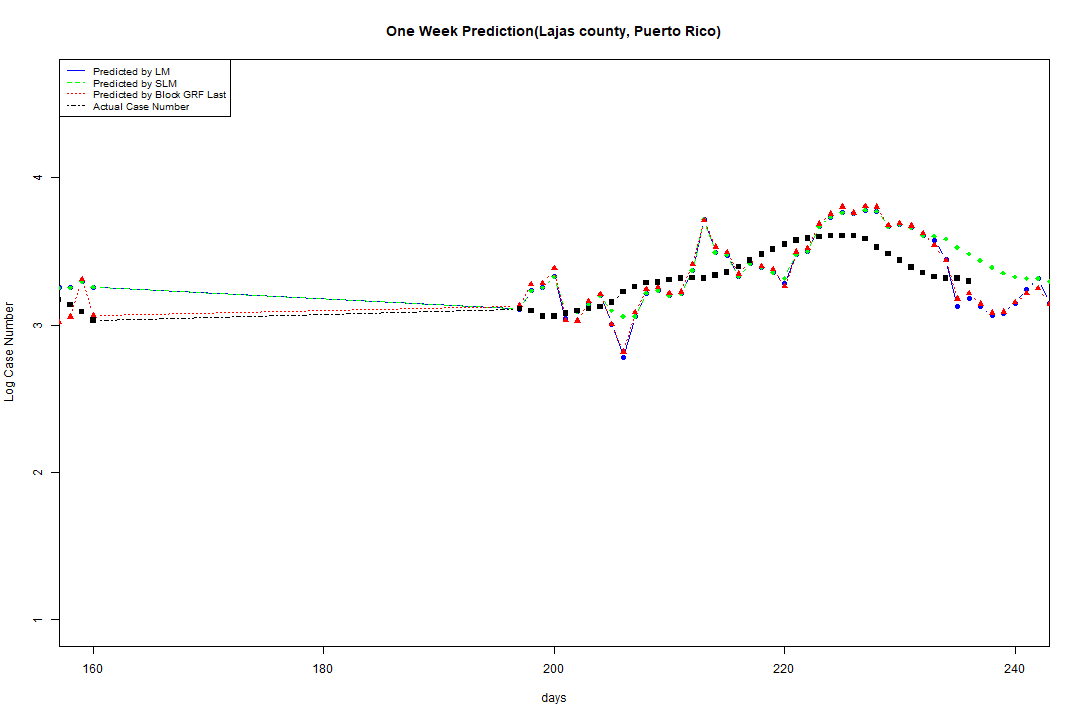 One Week Prediction(Lajas county, Puerto Rico)
Predicted by LM
Predicted by SLM
Predicted by Block GRF Last
Actual Case Number
Log Case Number
4
3
2
1
160 180 200 220 240
days